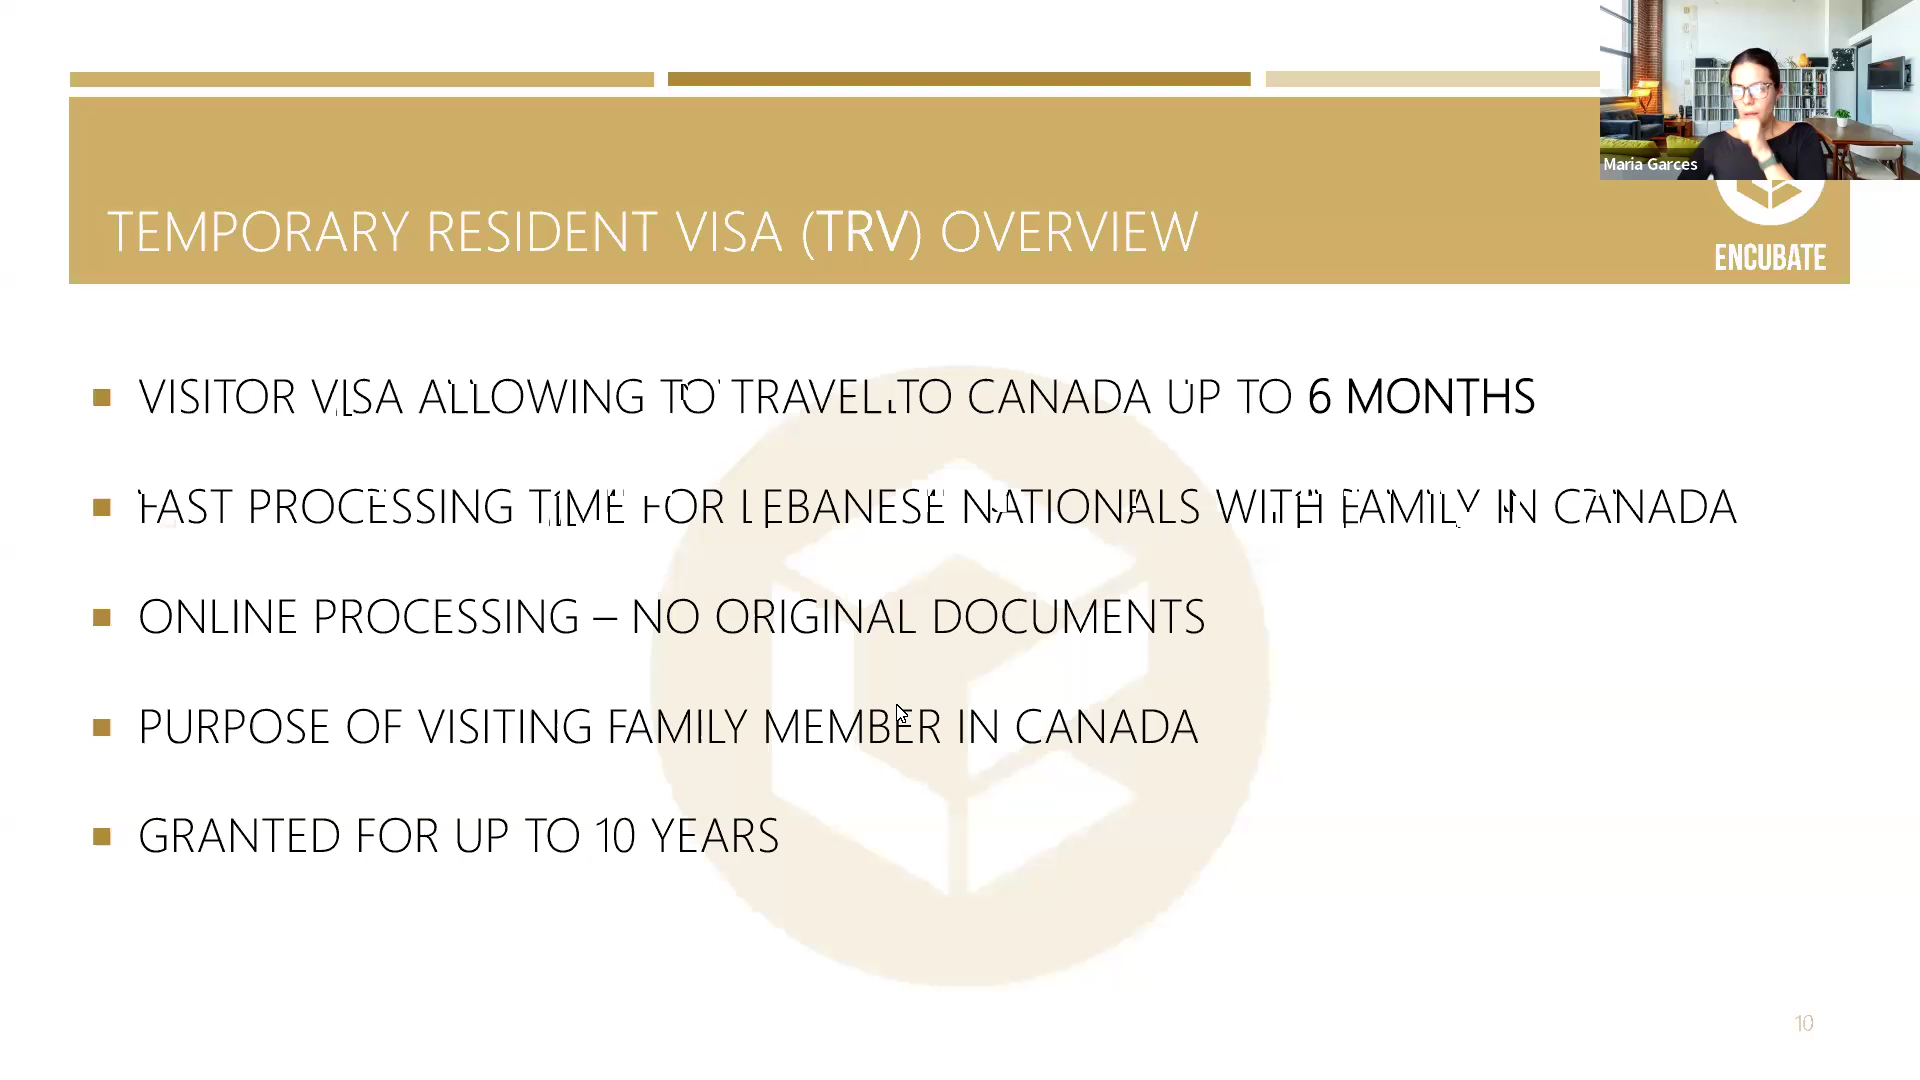 Maria Garces
TEMPORARY RESIDENT VISA (TRV) OVERVIEW
ENCUBATE
VISITOR VISA ALLOWING TO TRAVEL TO CANADA UP TO 6 MONTHS
FAST PROCESSING TIME FOR LEBANESE NATIONALS WITH FAMILY IN CANADA
ONLINE PROCESSING – NO ORIGINAL DOCUMENTS
PURPOSE OF VISITING FAMILY MEMBER IN CANADA
GRANTED FOR UP TO 10 YEARS
10